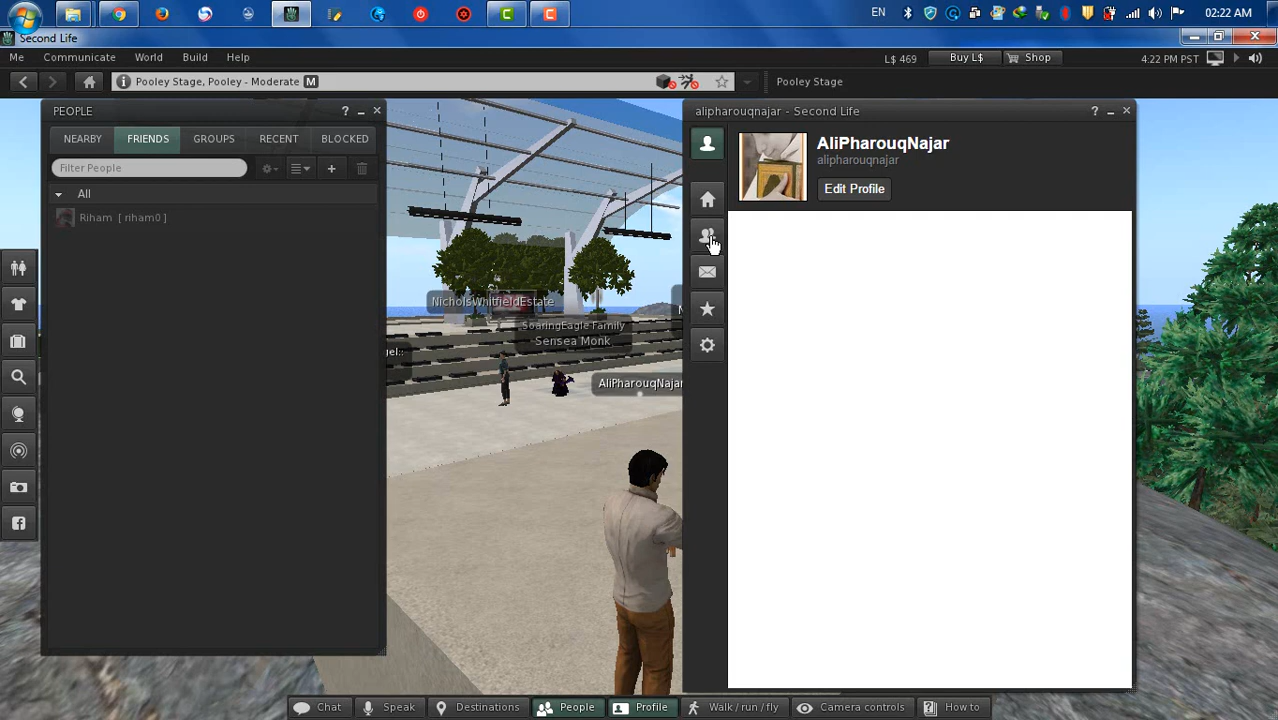 EN
02:22 AM
Second Life
Me Communicate World Build Help
L$ 469 Buy L$ Shop 4:22 PM PST
Pooley Stage, Pooley - Moderate M
Pooley Stage
PEOPLE ?
NEARBY FRIENDS GROUPS RECENT BLOCKED
Filter People
All
Riham [ riham0 ]
NicholsWhitfieldEstate
SoaringEagle Family
Sensea Monk
gel::
AliPharouqNajar
alipharouqnajar - Second Life ?
AliPharouqNajar
alipharouqnajar
Edit Profile
Chat Speak Destinations People Profile Walk / run / fly Camera controls How to